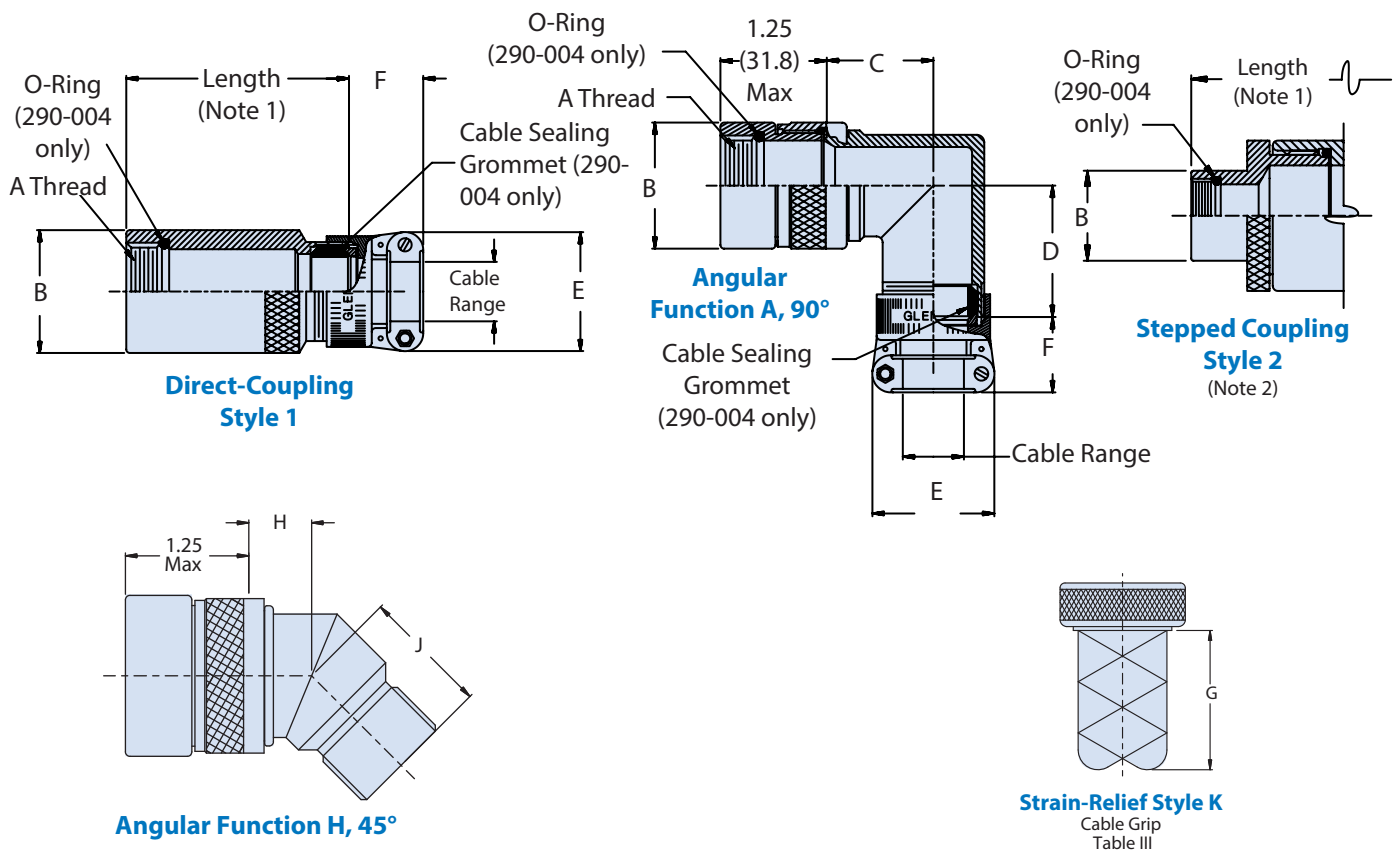 O-Ring
(290-004
only)
A Thread
Length
(Note 1)
F
Cable Sealing
Grommet (290-
004 only)
B
GLE
Cable
Range
E
Direct-Coupling
Style 1
O-Ring
(290-004 only)
A Thread
1.25
(31.8)
Max
C
B
D
Angular
Function A, 90°
GLE
F
Cable Sealing
Grommet
(290-004 only)
Cable Range
E
O-Ring
(290-004
only)
Length
(Note 1)
B
Stepped Coupling
Style 2
(Note 2)
H
1.25
Max
J
Angular Function H, 45°
G
Strain-Relief Style K
Cable Grip
Table III